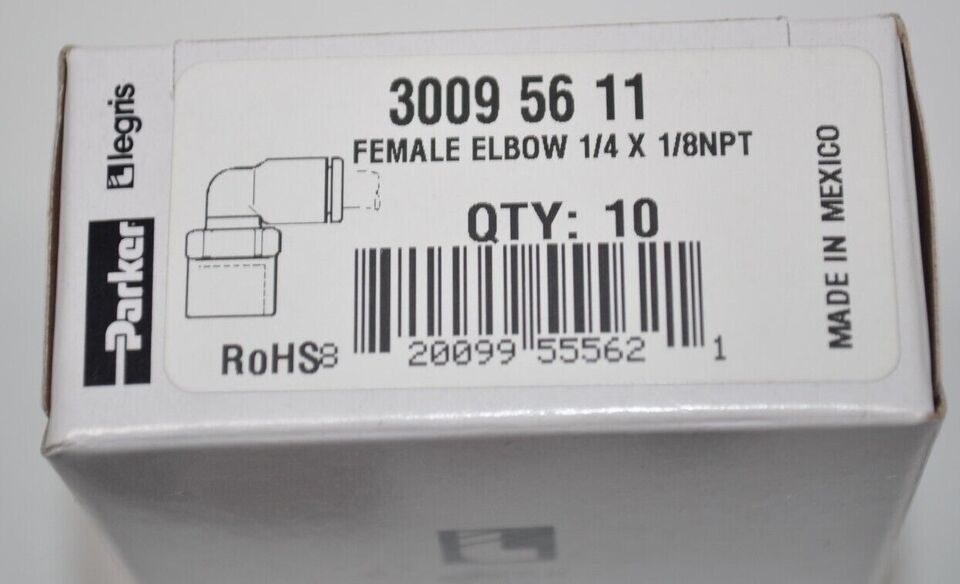 legris
Parker
3009 56 11
FEMALE ELBOW 1/4 X 1/8NPT
QTY: 10
RoHS
8 20099 55562 1
MADE IN MEXICO